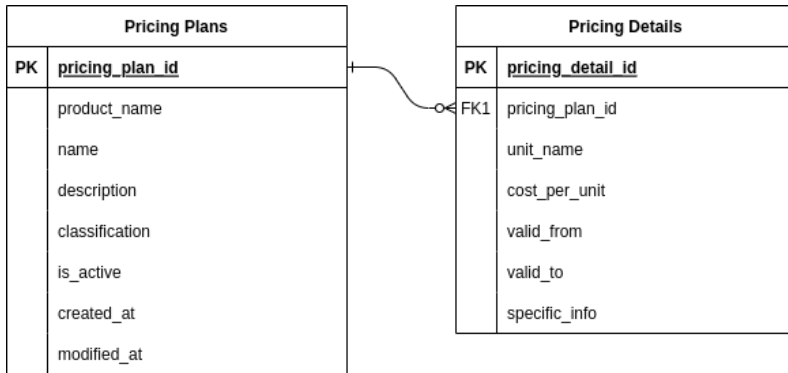 Pricing Plans
PK pricing_plan_id
product_name
name
description
classification
is_active
created_at
modified_at
Pricing Details
PK pricing_detail_id
FK1 pricing_plan_id
unit_name
cost_per_unit
valid_from
valid_to
specific_info